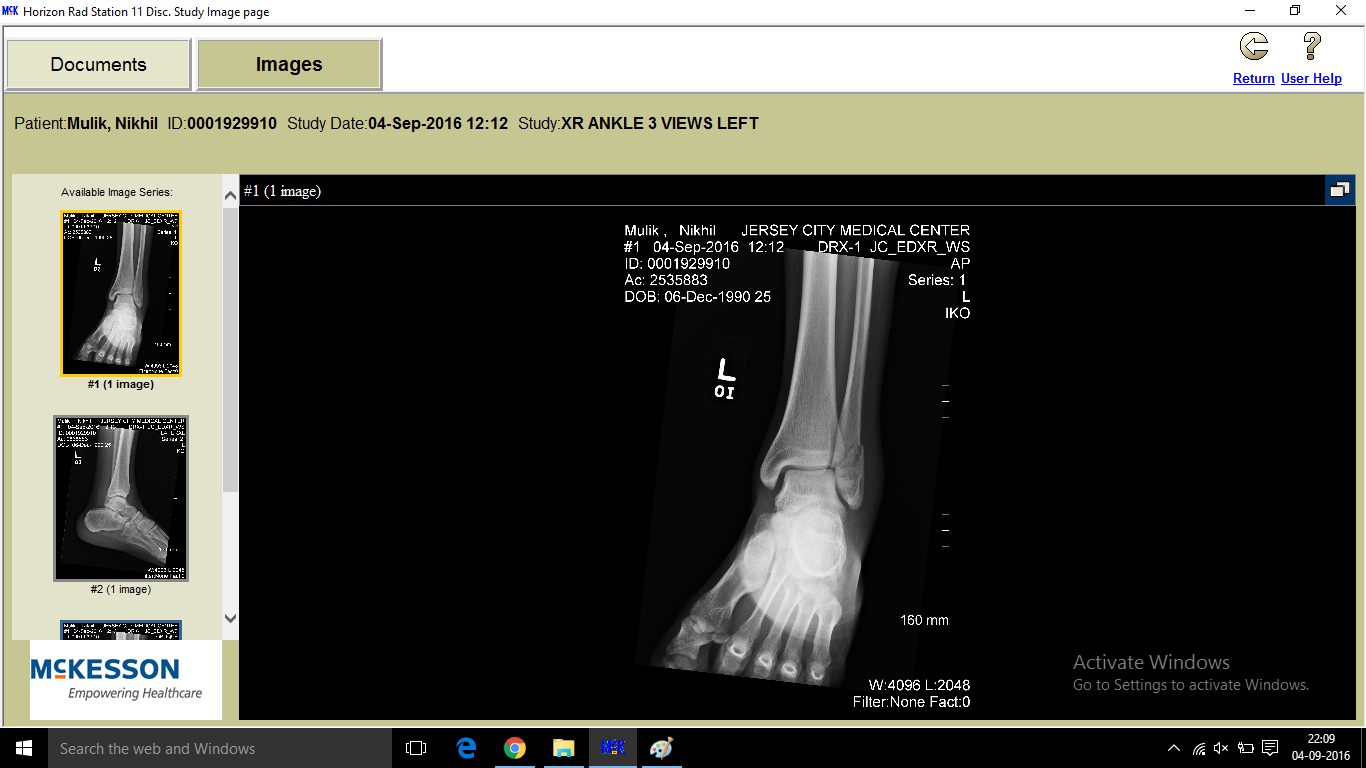 McK Horizon Rad Station 11 Disc. Study Image page
Documents
Images
Return User Help
Patient:Mulik, Nikhil ID:0001929910 Study Date:04-Sep-2016 12:12 Study:XR ANKLE 3 VIEWS LEFT
Available Image Series:
#1 (1 image)
#2 (1 image)
McKESSON
Empowering Healthcare
#1 (1 image)
Mulik , Nikhil JERSEY CITY MEDICAL CENTER
#1 04-Sep-2016 12:12 DRX-1 JC_EDXR_WS
ID: 0001929910 AP
Ac: 2535883 Series: 1
DOB: 06-Dec-1990 25 L
IKO
L
OI
160 mm
W:4096 L:2048
Filter:None Fact:0
Activate Windows
Go to Settings to activate Windows.
Search the web and Windows
McK
22:09
04-09-2016